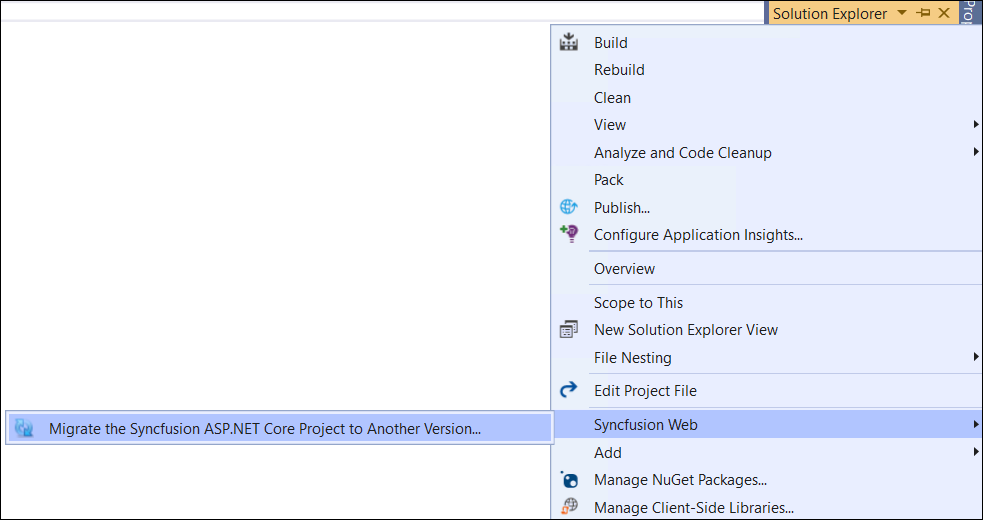 Solution Explorer
Prop
Build
Rebuild
Clean
View
Analyze and Code Cleanup
Pack
Publish...
Configure Application Insights...
Overview
Scope to This
New Solution Explorer View
File Nesting
Edit Project File
Syncfusion Web
Migrate the Syncfusion ASP.NET Core Project to Another Version...
Add
Manage NuGet Packages...
Manage Client-Side Libraries...